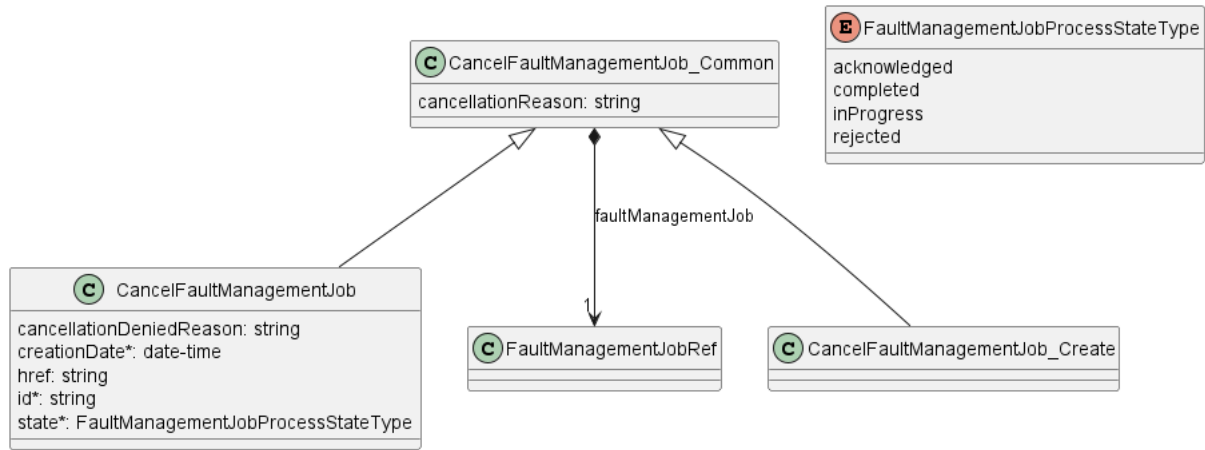 C CancelFaultManagementJob_Common
cancellationReason: string
E FaultManagementJobProcessStateType
acknowledged
completed
inProgress
rejected
faultManagementJob
1
C CancelFaultManagementJob
cancellationDeniedReason: string
creationDate*: date-time
href: string
id*: string
state*: FaultManagementJobProcessStateType
C FaultManagementJobRef
C CancelFaultManagementJob_Create